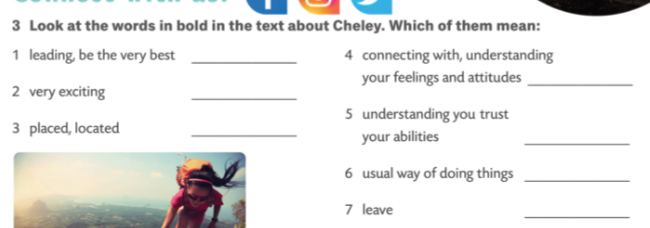 3 Look at the words in bold in the text about Cheley. Which of them mean:
1 leading, be the very best
2 very exciting
3 placed, located
4 connecting with, understanding
your feelings and attitudes
5 understanding you trust
your abilities
6 usual way of doing things
7 leave